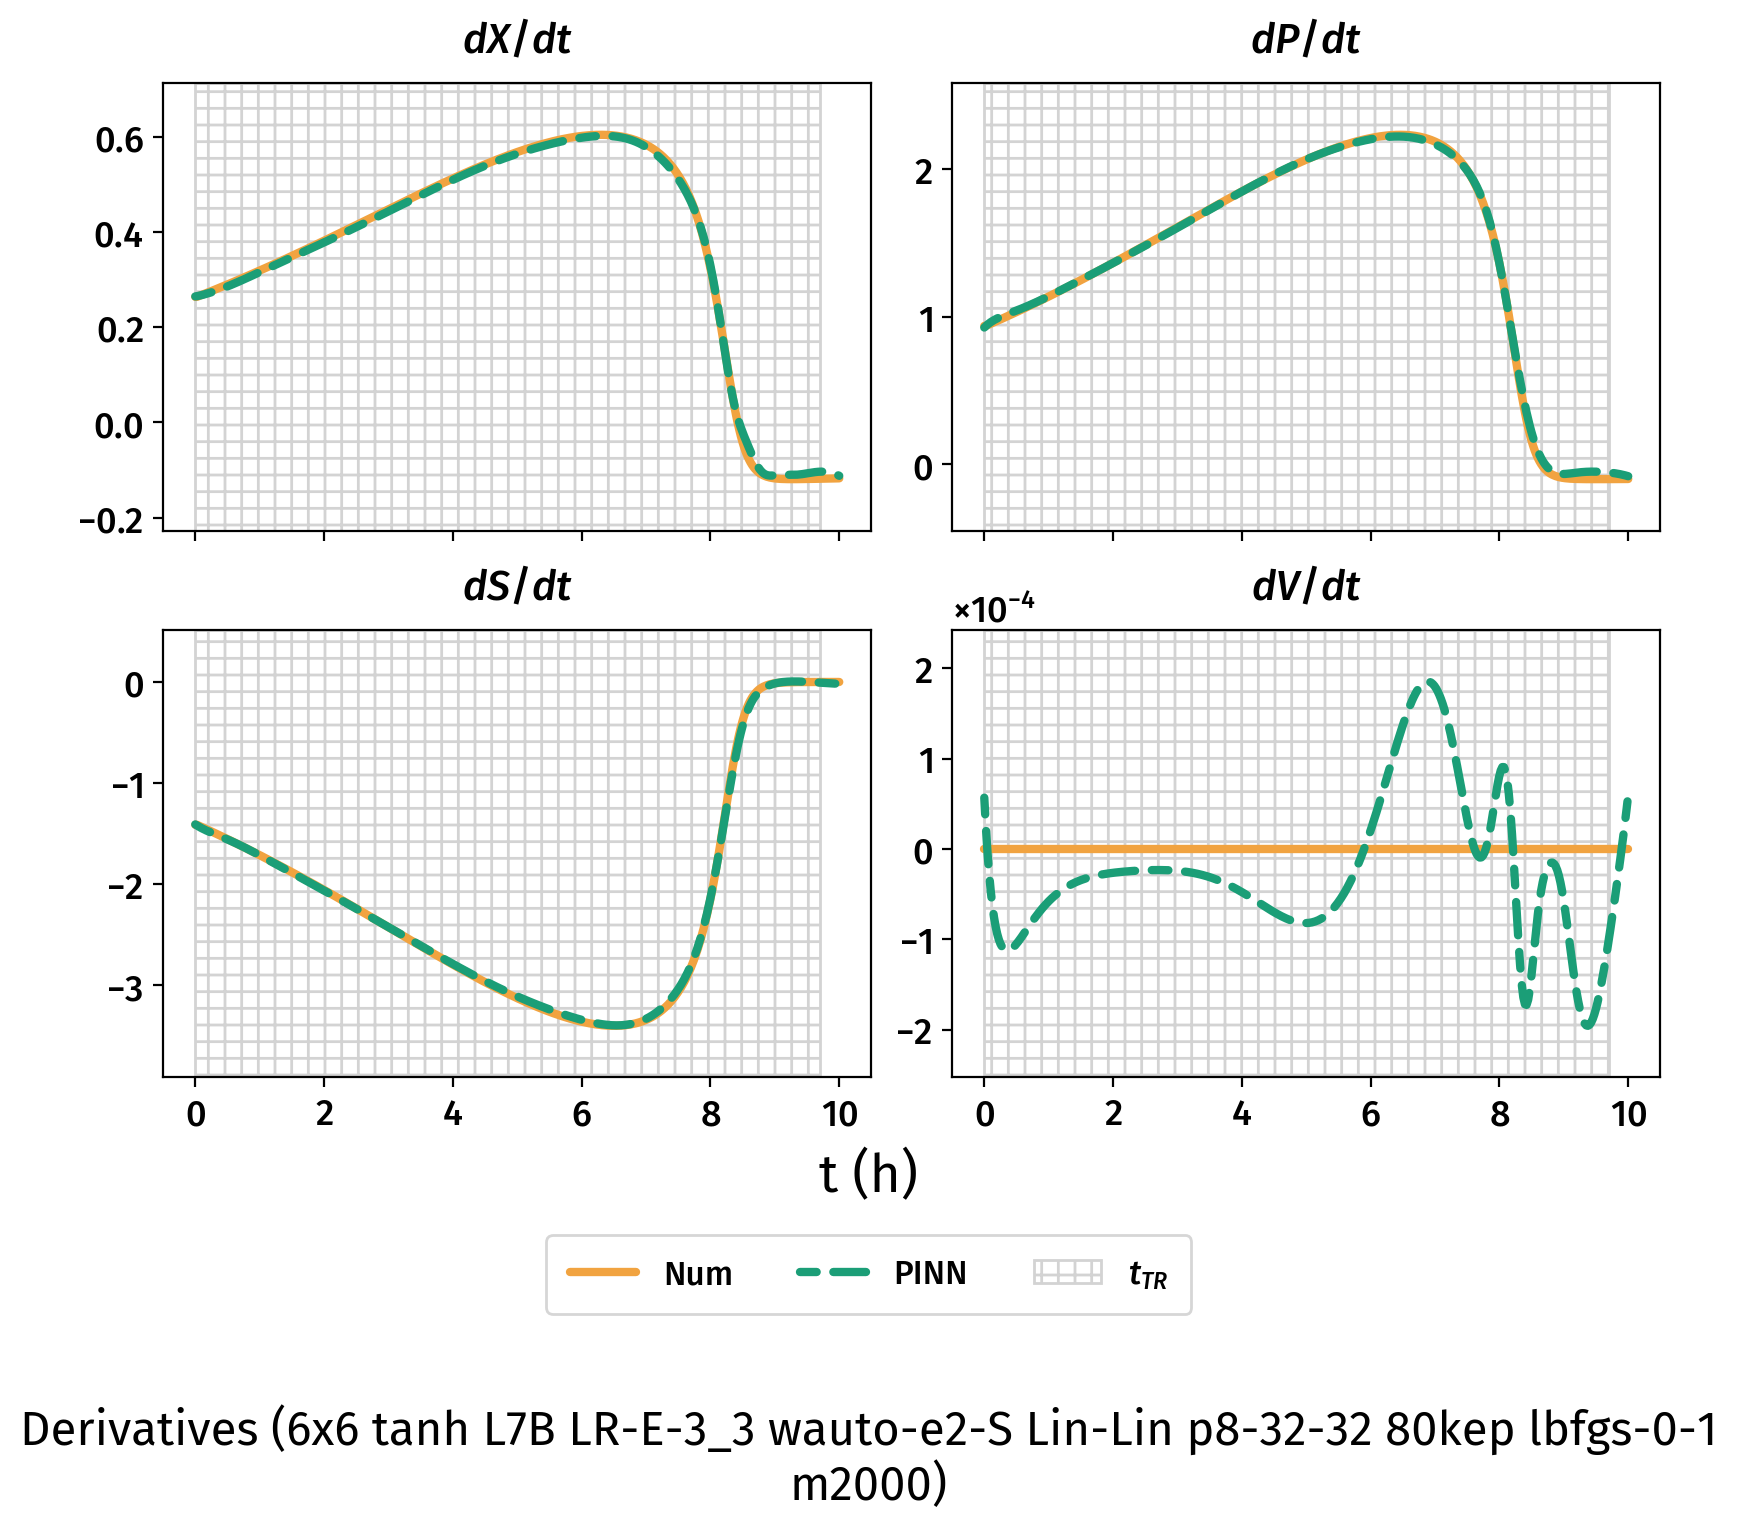 dX/dt
dP/dt
0.6
0.4
0.2
0.0
−0.2
2
1
0
dS/dt
dV/dt
×10⁻⁴
0
−1
−2
−3
2
1
0
−1
−2
0 2 4 6 8 10
0 2 4 6 8 10
t (h)
Num PINN t_TR
Derivatives (6x6 tanh L7B LR-E-3_3 wauto-e2-S Lin-Lin p8-32-32 80kep lbfgs-0-1
m2000)